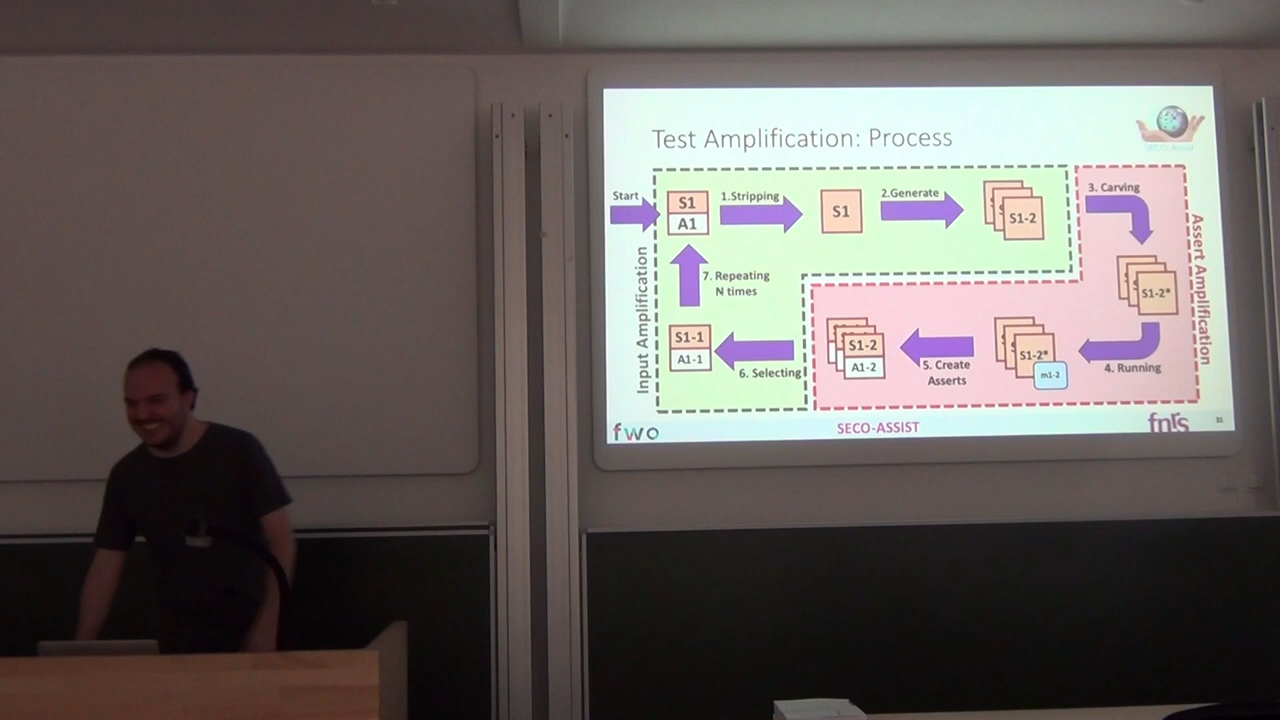 Test Amplification: Process
SECO-Assist
Start
S1
A1
1.Stripping
S1
2.Generate
S1-2
3. Carving
Assert Amplification
S1-2*
4. Running
S1-2*
m1-2
5. Create
Asserts
S1-2
A1-2
6. Selecting
S1-1
A1-1
7. Repeating
N times
Input Amplification
fwo
SECO-ASSIST
fnrs